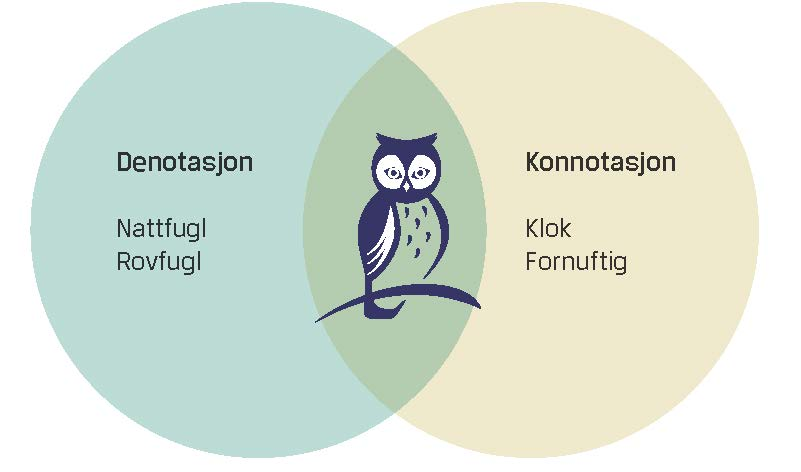 Denotasjon
Nattfugl
Rovfugl
Konnotasjon
Klok
Fornuftig